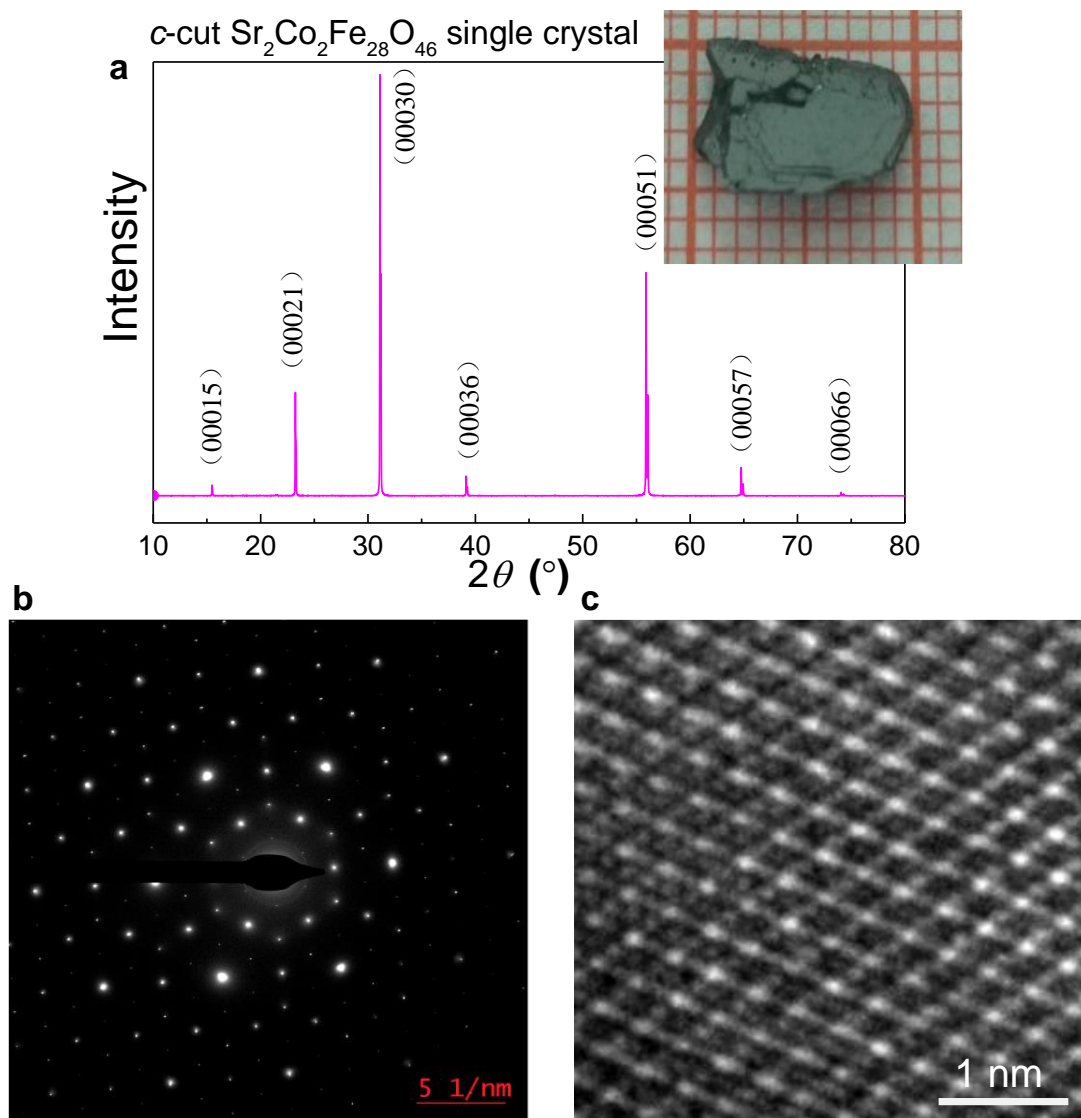 c-cut Sr₂Co₂Fe₂₈O₄₆ single crystal
a
Intensity
（00015）
（00021）
（00030）
（00036）
（00051）
（00057）
（00066）
10 20 30 40 50 60 70 80
2θ (°)
b
c
5 1/nm
1 nm